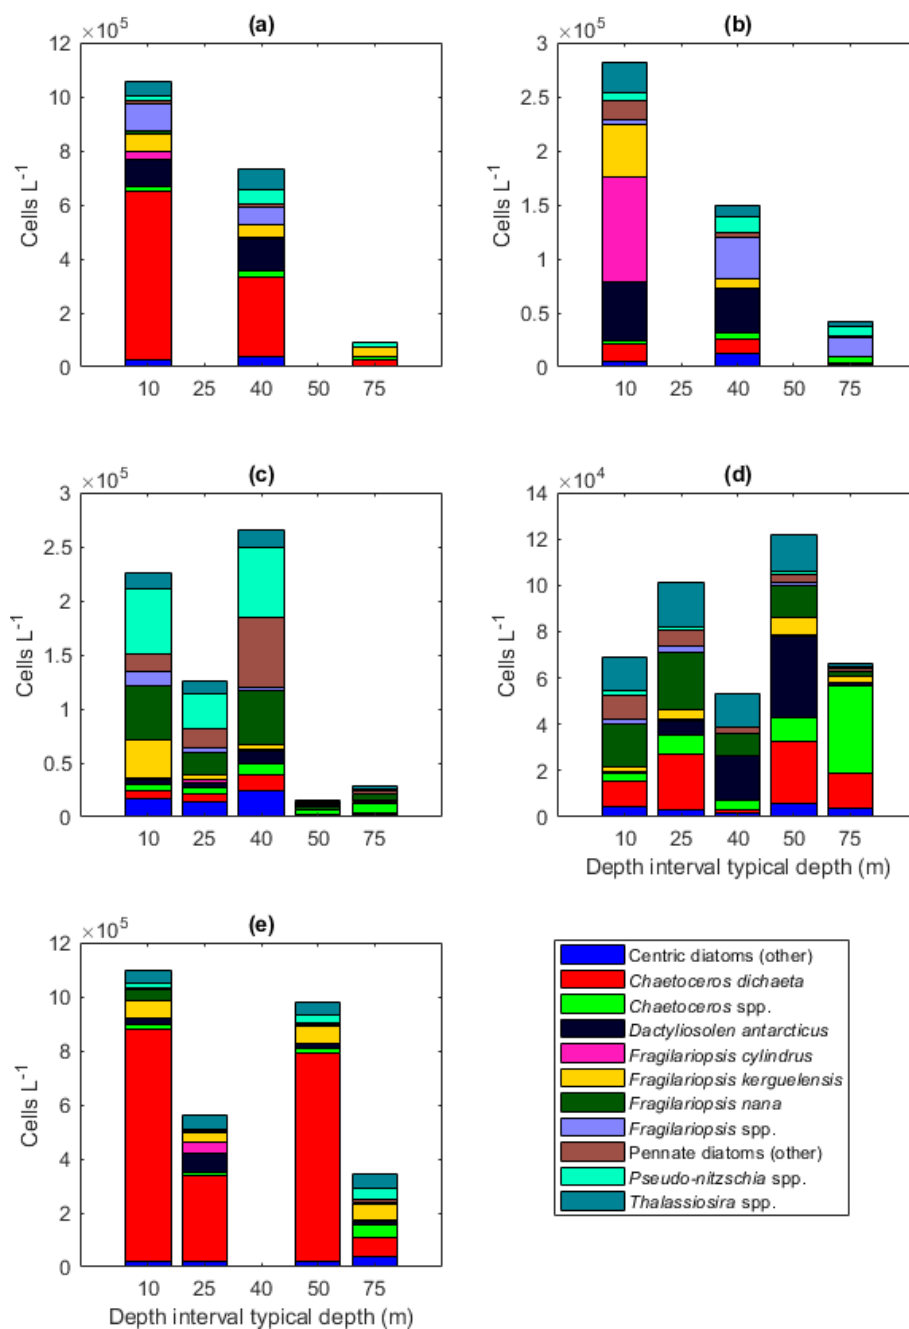 (a)
×10⁵
12
10
8
6
4
2
0
Cells L⁻¹
10 25 40 50 75
(b)
×10⁵
3
2.5
2
1.5
1
0.5
0
Cells L⁻¹
10 25 40 50 75
(c)
×10⁵
3
2.5
2
1.5
1
0.5
0
Cells L⁻¹
10 25 40 50 75
(d)
×10⁴
14
12
10
8
6
4
2
0
Cells L⁻¹
10 25 40 50 75
Depth interval typical depth (m)
(e)
×10⁵
12
10
8
6
4
2
0
Cells L⁻¹
10 25 40 50 75
Depth interval typical depth (m)
Centric diatoms (other)
Chaetoceros dichaeta
Chaetoceros spp.
Dactyliosolen antarcticus
Fragilariopsis cylindrus
Fragilariopsis kerguelensis
Fragilariopsis nana
Fragilariopsis spp.
Pennate diatoms (other)
Pseudo-nitzschia spp.
Thalassiosira spp.